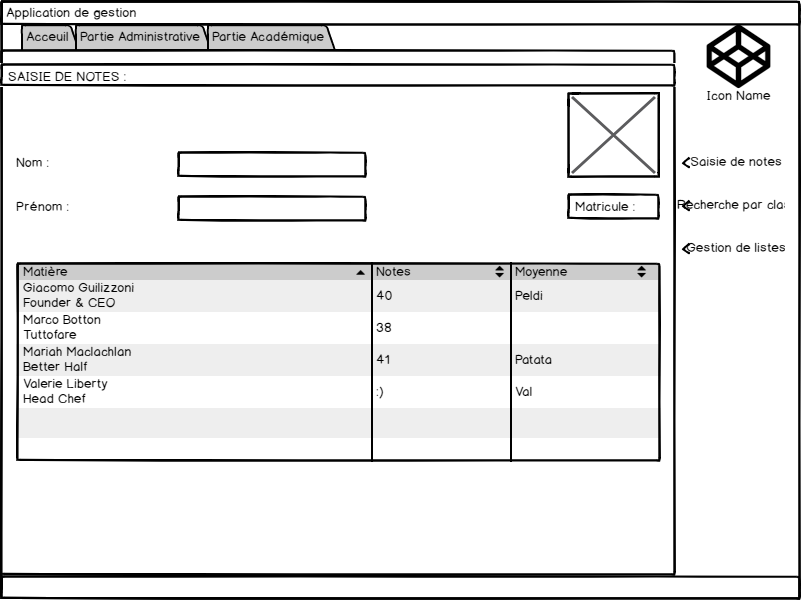 Application de gestion
Acceuil
Partie Administrative
Partie Académique
Icon Name
SAISIE DE NOTES :
Nom :
Saisie de notes
Prénom :
Matricule :
Recherche par clas
Gestion de listes
Matière
Notes
Moyenne
Giacomo Guilizzoni
Founder & CEO
40
Peldi
Marco Botton
Tuttofare
38
Mariah Maclachlan
Better Half
41
Patata
Valerie Liberty
Head Chef
:)
Val